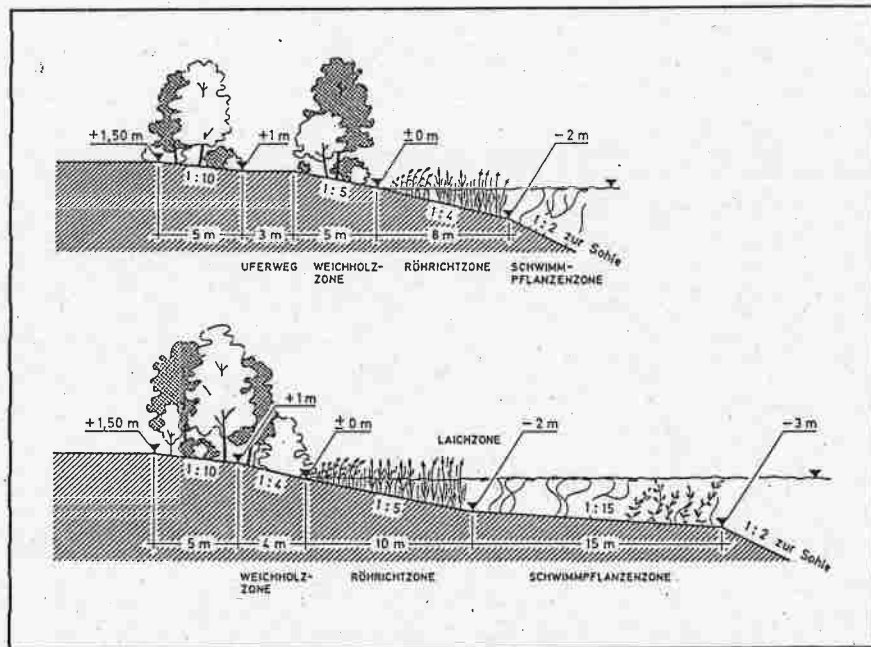 +1,50 m
+1 m
± 0 m
-2 m
1:10
1:5
1:4
1:2 zur Sohle
5 m
3 m
5 m
8 m
UFERWEG
WEICHHOLZ-
ZONE
RÖHRICHTZONE
SCHWIMM-
PFLANZENZONE
+1,50 m
+1 m
± 0 m
LAICHZONE
-2 m
-3 m
1:10
1:4
1:5
1:15
1:2 zur Sohle
5 m
4 m
10 m
15 m
WEICHHOLZ-
ZONE
RÖHRICHTZONE
SCHWIMMPFLANZENZONE